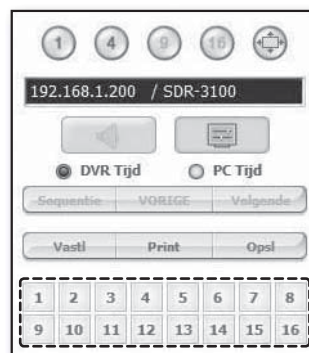 1 4 9 16
192.168.1.200 / SDR-3100
DVR Tijd PC Tijd
Sequentie VORIGE Volgende
Vastl Print Opsl
1 2 3 4 5 6 7 8
9 10 11 12 13 14 15 16